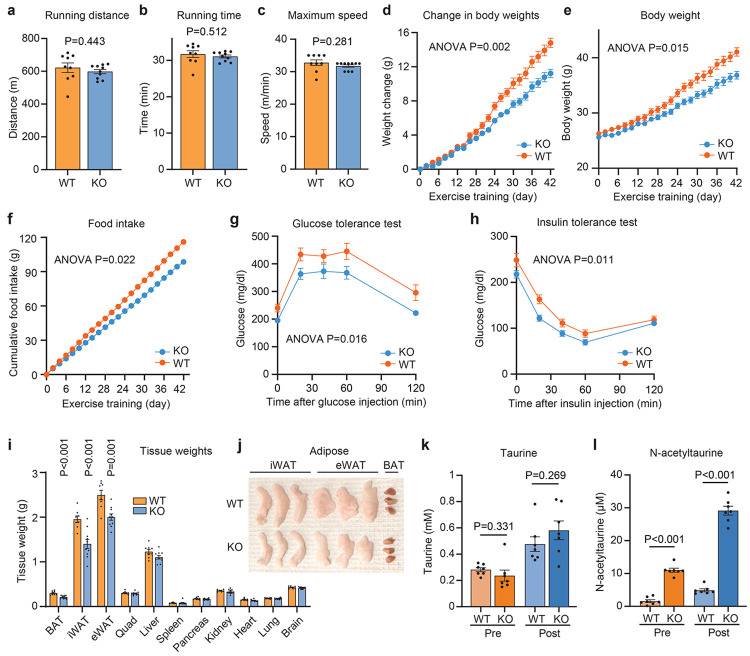 a
Running distance
P=0.443
Distance (m)
800
600
400
200
0
WT KO
b
Running time
P=0.512
Time (min)
30
20
10
0
WT KO
c
Maximum speed
P=0.281
Speed (m/min)
40
30
20
10
0
WT KO
d
Change in body weights
ANOVA P=0.002
Weight change (g)
16
12
8
4
0
KO
WT
0 6 12 18 24 30 36 42
Exercise training (day)
e
Body weight
ANOVA P=0.015
Body weight (g)
40
30
20
KO
WT
0 6 12 18 24 30 36 42
Exercise training (day)
f
Food intake
ANOVA P=0.022
Cumulative food intake (g)
120
90
60
30
0
KO
WT
0 6 12 18 24 30 36 42
Exercise training (day)
g
Glucose tolerance test
Glucose (mg/dl)
500
400
300
200
100
0
ANOVA P=0.016
KO
WT
0 30 60 90 120
Time after glucose injection (min)
h
Insulin tolerance test
ANOVA P=0.011
Glucose (mg/dl)
300
200
100
0
KO
WT
0 30 60 90 120
Time after insulin injection (min)
i
Tissue weights
P<0.001
P<0.001
P=0.001
WT
KO
Tissue weight (g)
3
2
1
0
BAT
iWAT
eWAT
Quad
Liver
Spleen
Pancreas
Kidney
Heart
Lung
Brain
j
Adipose
iWAT eWAT BAT
WT
KO
k
Taurine
P=0.269
P=0.331
Taurine (mM)
1.0
0.8
0.6
0.4
0.2
0
WT KO WT KO
Pre Post
l
N-acetyltaurine
P<0.001
P<0.001
N-acetyltaurine (µM)
40
30
20
10
0
WT KO WT KO
Pre Post